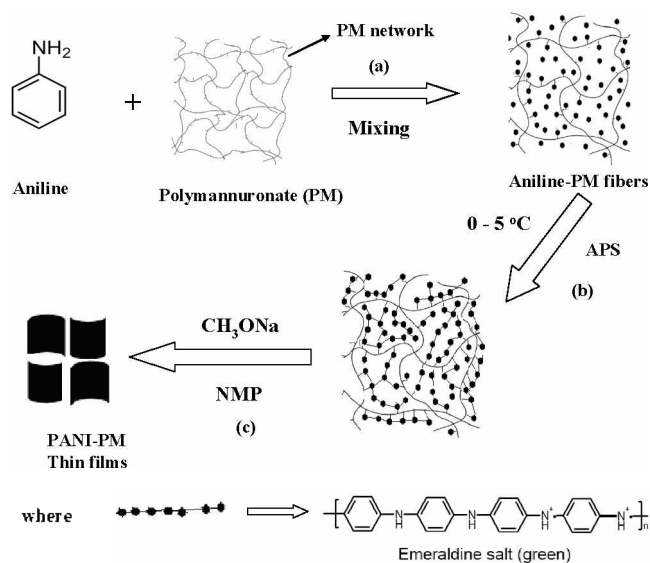 NH₂
PM network
(a)
+
Mixing
Aniline
Polymannuronate (PM)
Aniline-PM fibers
0 - 5 °C
APS
(b)
CH₃ONa
NMP
(c)
PANI-PM
Thin films
where
N H
N H
N⁺• H
N⁺• H
n
Emeraldine salt (green)